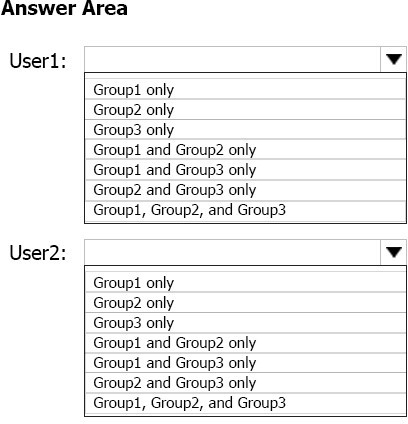 Answer Area
User1:
Group1 only
Group2 only
Group3 only
Group1 and Group2 only
Group1 and Group3 only
Group2 and Group3 only
Group1, Group2, and Group3
User2:
Group1 only
Group2 only
Group3 only
Group1 and Group2 only
Group1 and Group3 only
Group2 and Group3 only
Group1, Group2, and Group3